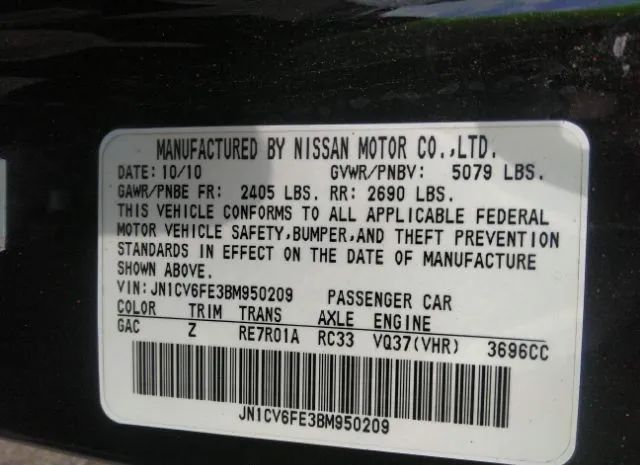 MANUFACTURED BY NISSAN MOTOR CO.,LTD.
DATE: 10/10 GVWR/PNBV: 5079 LBS.
GAWR/PNBE FR: 2405 LBS. RR: 2690 LBS.
THIS VEHICLE CONFORMS TO ALL APPLICABLE FEDERAL
MOTOR VEHICLE SAFETY,BUMPER,AND THEFT PREVENTION
STANDARDS IN EFFECT ON THE DATE OF MANUFACTURE
SHOWN ABOVE.
VIN:JN1CV6FE3BM950209 PASSENGER CAR
COLOR TRIM TRANS AXLE ENGINE
GAC Z RE7R01A RC33 VQ37(VHR) 3696CC
JN1CV6FE3BM950209